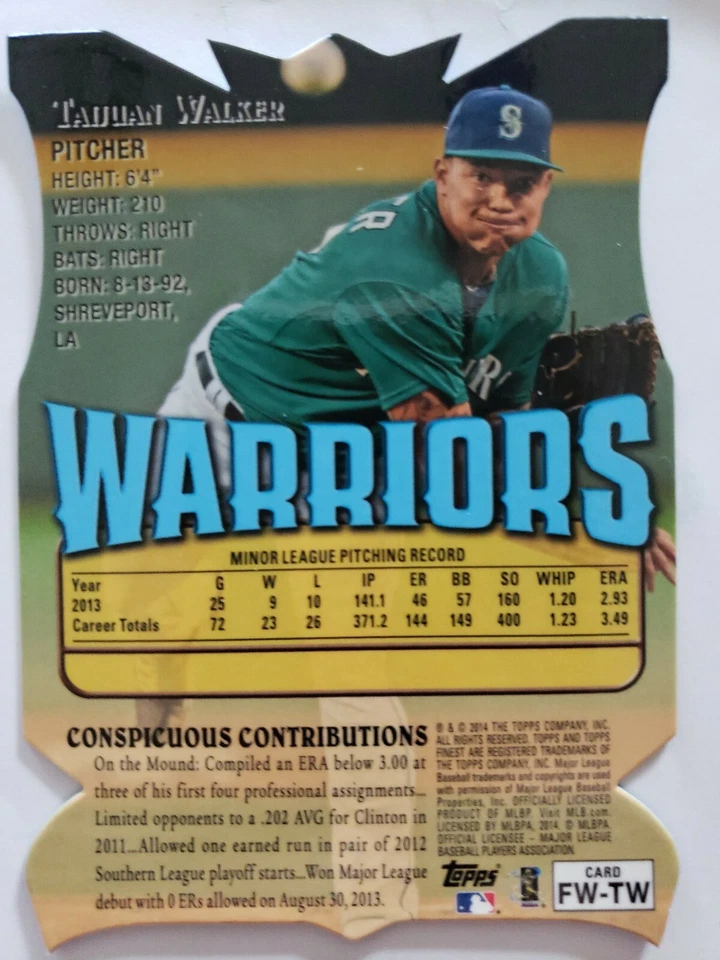 TAIJUAN WALKER
PITCHER
HEIGHT: 6'4"
WEIGHT: 210
THROWS: RIGHT
BATS: RIGHT
BORN: 8-13-92,
SHREVEPORT,
LA
S
ER
R
WARRIORS
MINOR LEAGUE PITCHING RECORD
Year G W L IP ER BB SO WHIP ERA
2013 25 9 10 141.1 46 57 160 1.20 2.93
Career Totals 72 23 26 371.2 144 149 400 1.23 3.49
CONSPICUOUS CONTRIBUTIONS
On the Mound: Compiled an ERA below 3.00 at
three of his first four professional assignments...
Limited opponents to a .202 AVG for Clinton in
2011...Allowed one earned run in pair of 2012
Southern League playoff starts...Won Major League
debut with 0 ERs allowed on August 30, 2013.
® & © 2014 THE TOPPS COMPANY, INC.
ALL RIGHTS RESERVED. TOPPS AND TOPPS
FINEST ARE REGISTERED TRADEMARKS OF
THE TOPPS COMPANY, INC. Major League
Baseball trademarks and copyrights are used
with permission of Major League Baseball
Properties, Inc. OFFICIALLY LICENSED
PRODUCT OF MLBP. Visit MLB.com.
LICENSED BY MLBPA, 2014. © MLBPA.
OFFICIAL LICENSEE - MAJOR LEAGUE
BASEBALL PLAYERS ASSOCIATION.
Topps
CARD
FW-TW